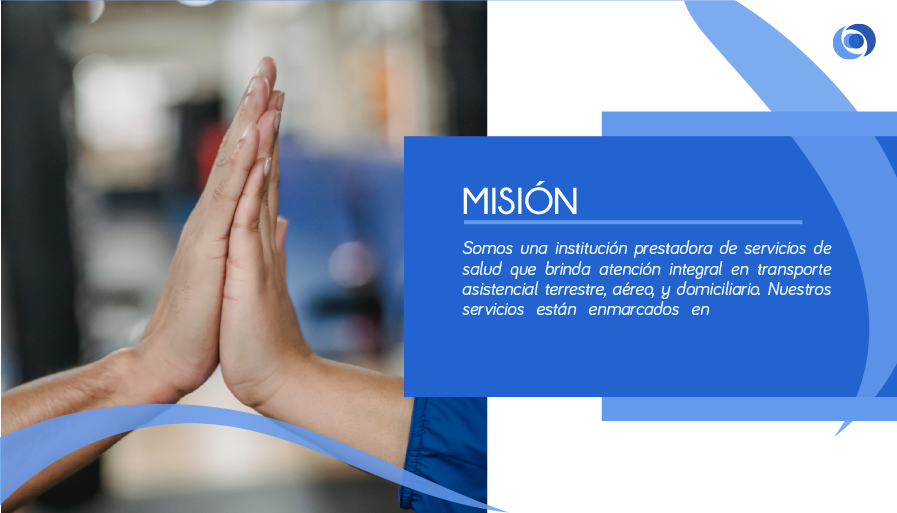 MISIÓN
Somos una institución prestadora de servicios de
salud que brinda atención integral en transporte
asistencial terrestre, aéreo, y domiciliario. Nuestros
servicios están enmarcados en